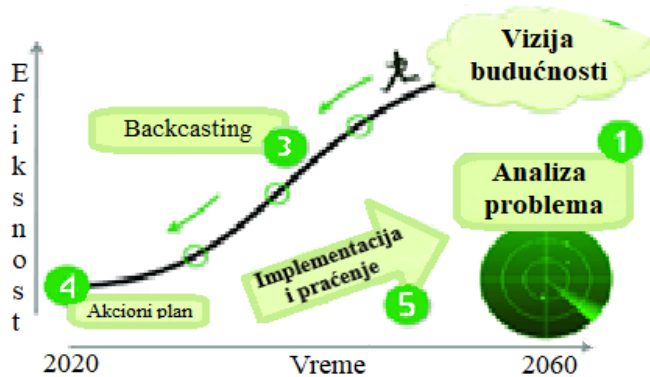 Efiksnost
Vizija
budućnosti
Backcasting
3
1
Analiza
problema
Implementacija
i praćenje
5
4
Akcioni plan
2020
Vreme
2060